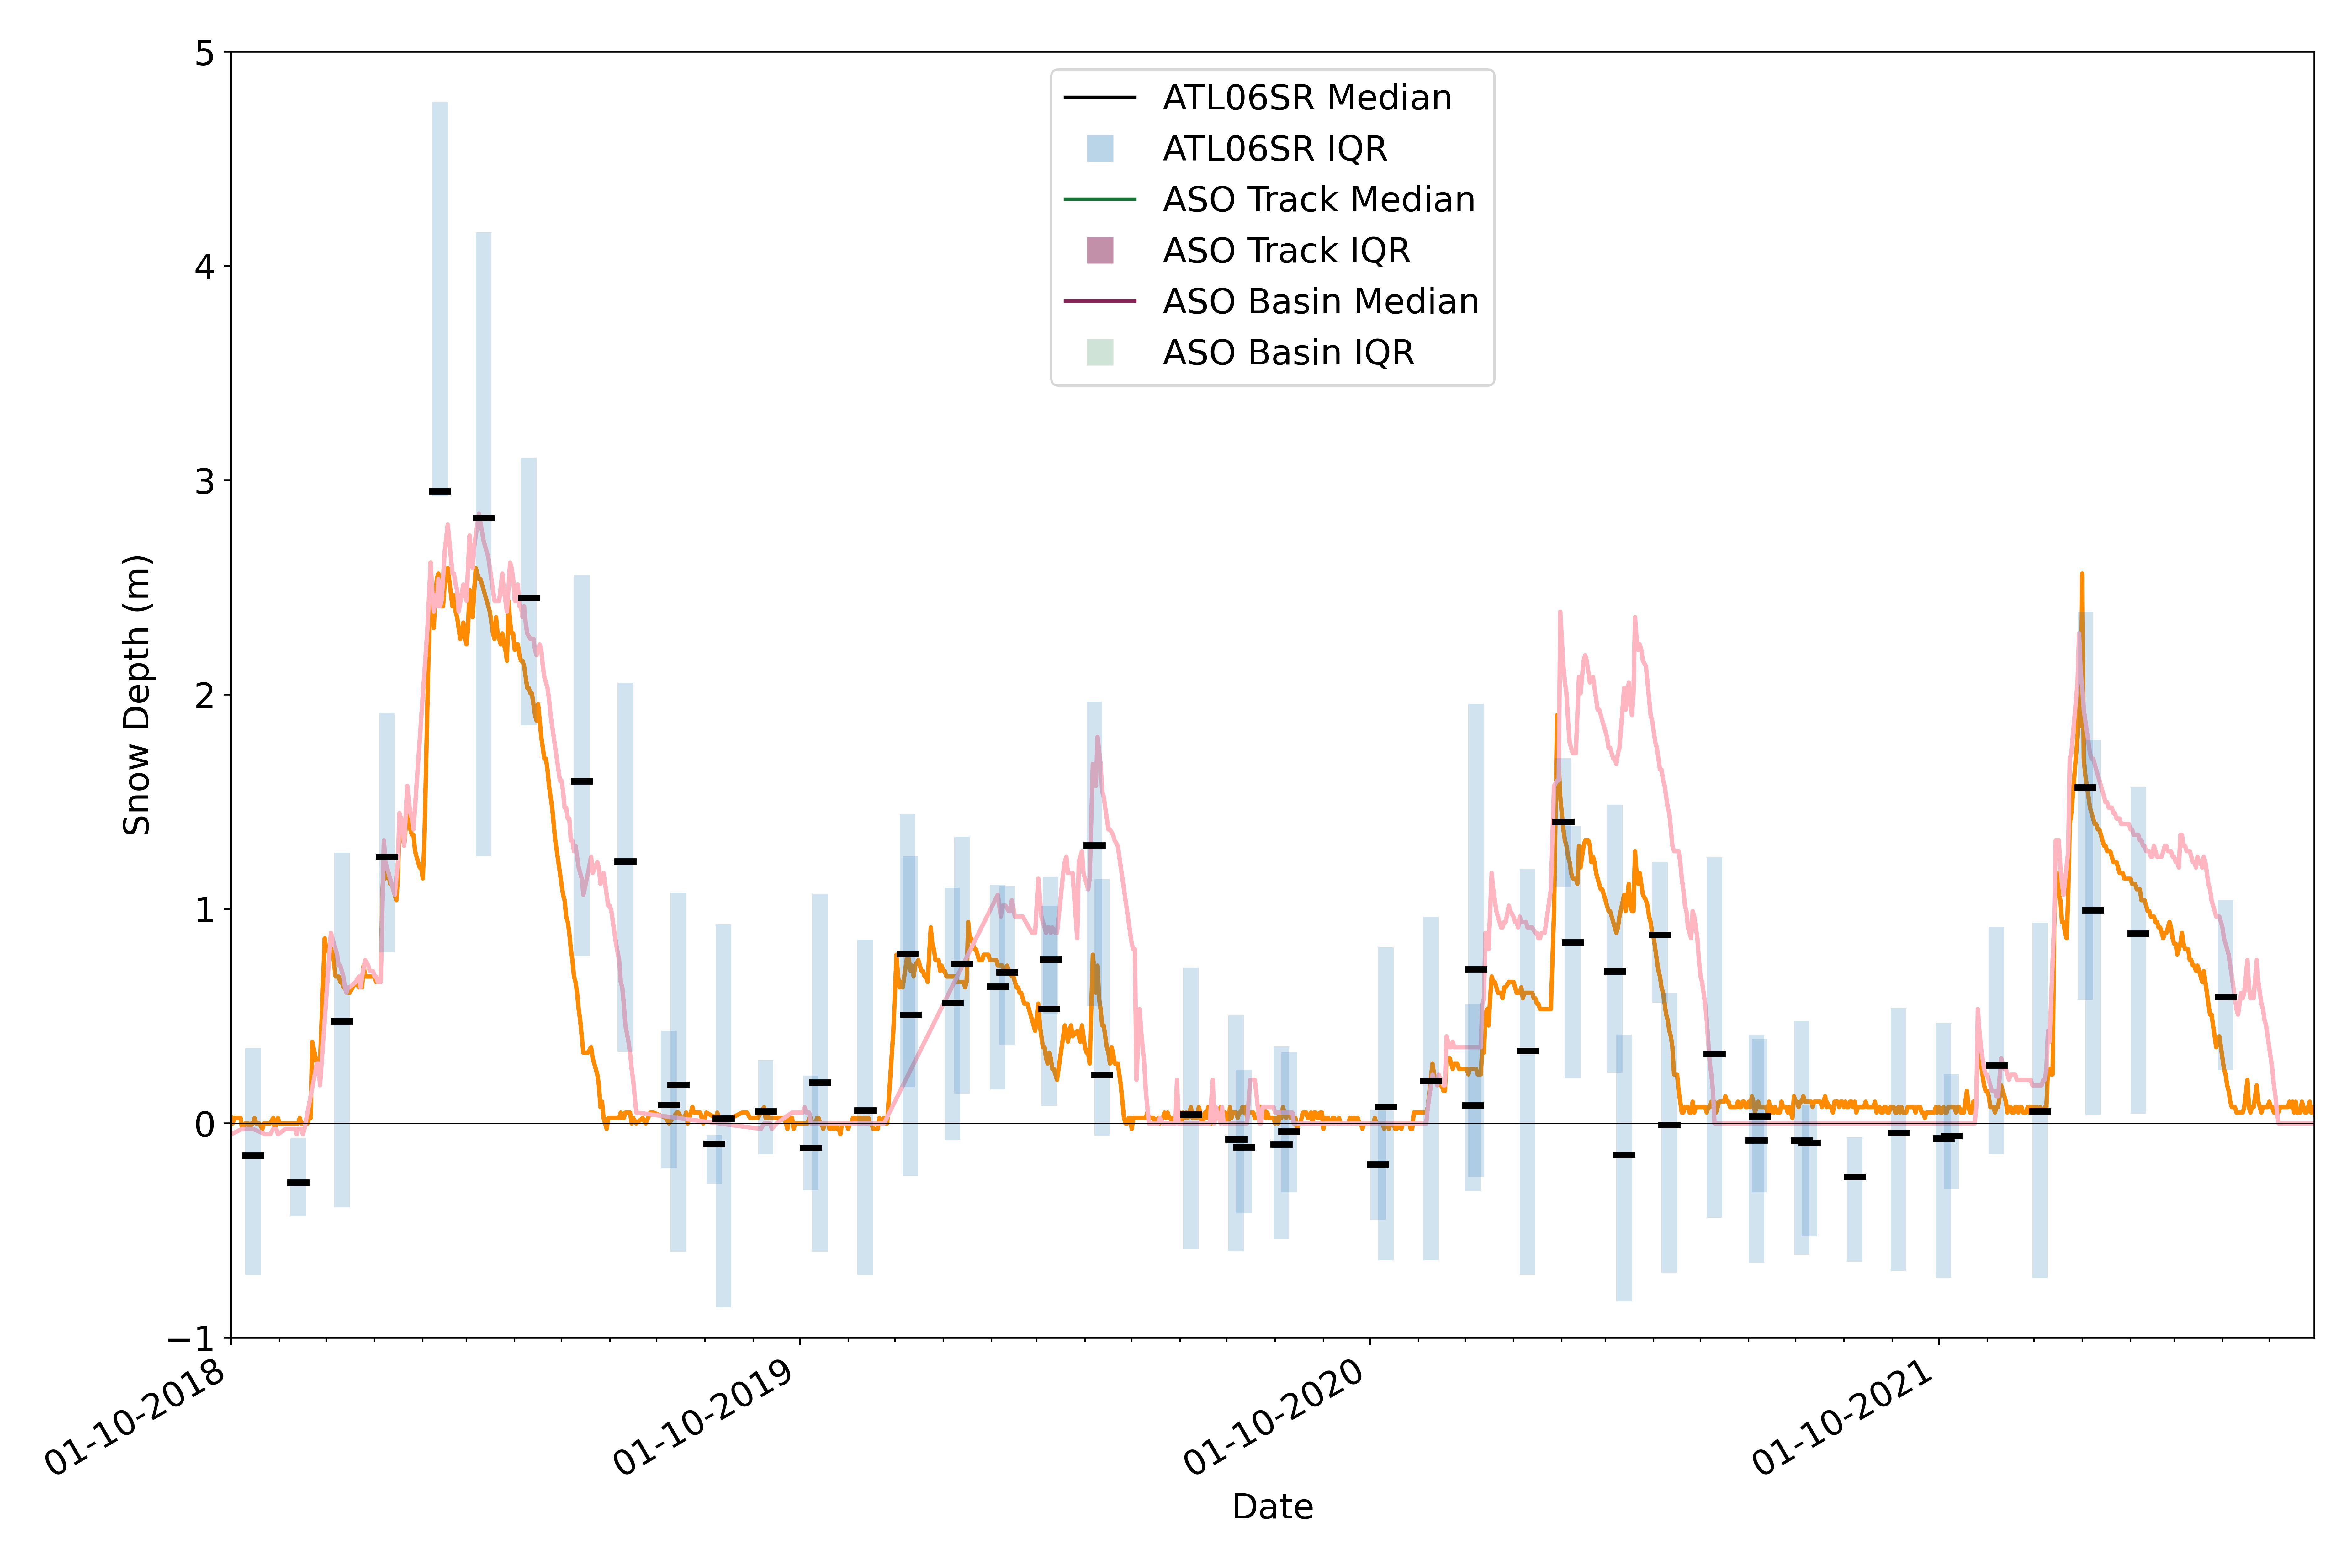 5
ATL06SR Median
ATL06SR IQR
ASO Track Median
ASO Track IQR
ASO Basin Median
ASO Basin IQR
4
3
2
1
0
−1
Snow Depth (m)
01-10-2018
01-10-2019
01-10-2020
01-10-2021
Date